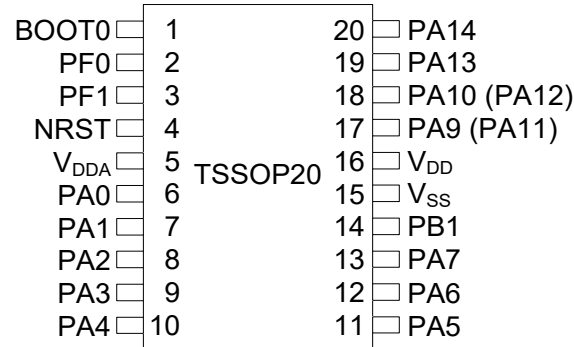 BOOT0 1 20 PA14
PF0 2 19 PA13
PF1 3 18 PA10 (PA12)
NRST 4 17 PA9 (PA11)
VDDA 5 TSSOP20 16 VDD
PA0 6 15 VSS
PA1 7 14 PB1
PA2 8 13 PA7
PA3 9 12 PA6
PA4 10 11 PA5